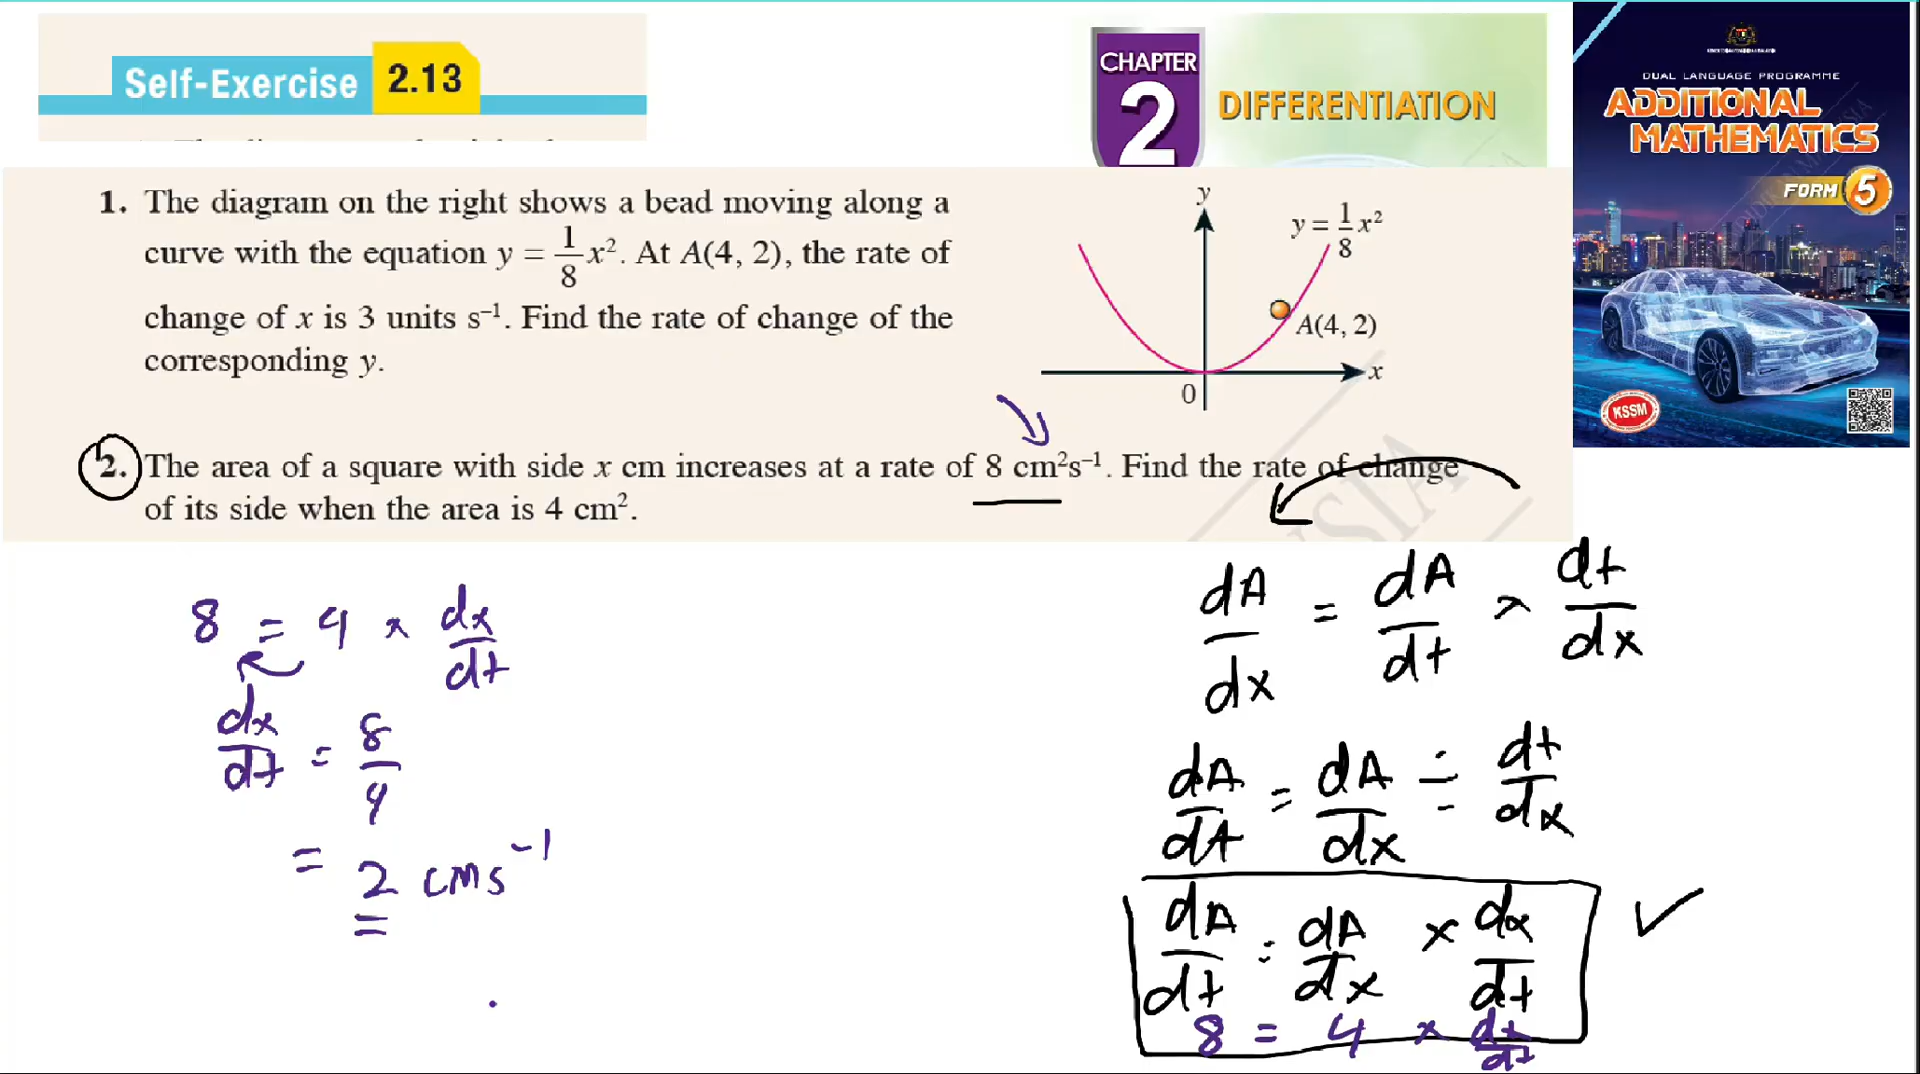 Self-Exercise 2.13
CHAPTER
2
DIFFERENTIATION
DUAL LANGUAGE PROGRAMME
ADDITIONAL
MATHEMATICS
FORM 5
KSSM
1. The diagram on the right shows a bead moving along a
curve with the equation y = 1/8 x². At A(4, 2), the rate of
change of x is 3 units s⁻¹. Find the rate of change of the
corresponding y.
y
y = 1/8 x²
A(4, 2)
x
0
2. The area of a square with side x cm increases at a rate of 8 cm²s⁻¹. Find the rate of change
of its side when the area is 4 cm².
8 = 4 × dx/dt
dx/dt = 8/4
= 2 cms⁻¹
dA/dx = dA/dt × dt/dx
dA/dt = dA/dx ÷ dt/dx
dA/dt = dA/dx × dx/dt
8 = 4 × dx/dt